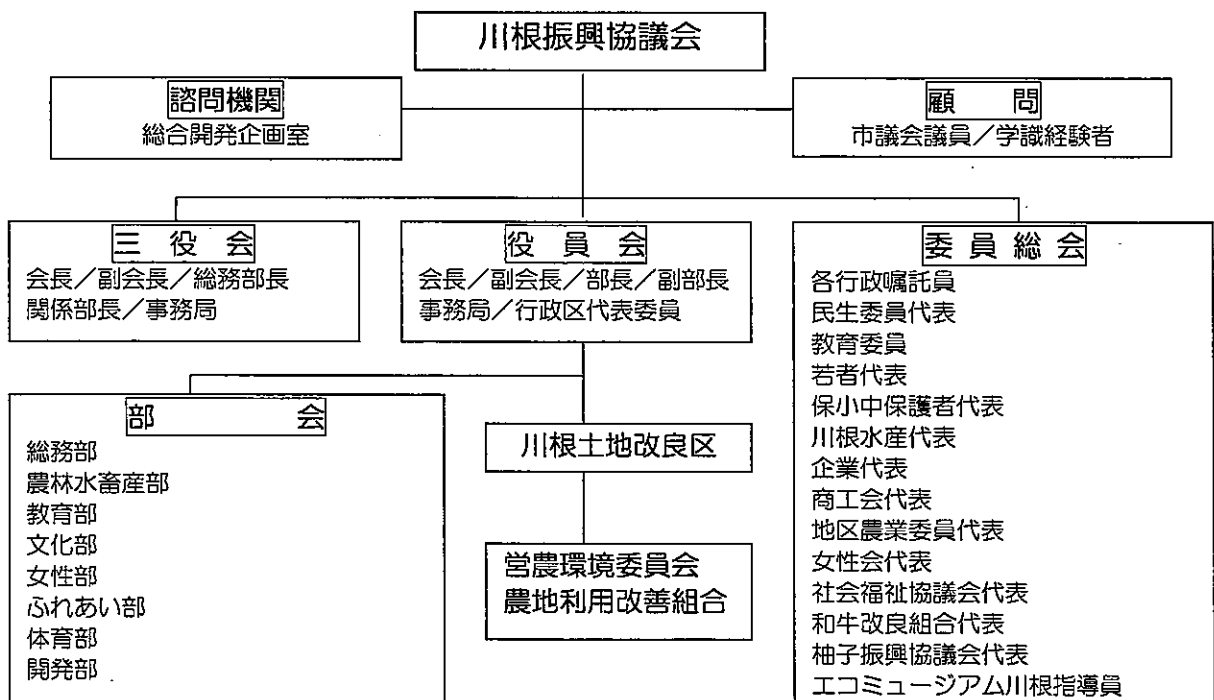 川根振興協議会
諮問機関
総合開発企画室
顧 問
市議会議員／学識経験者
三 役 会
会長／副会長／総務部長
関係部長／事務局
役 員 会
会長／副会長／部長／副部長
事務局／行政区代表委員
委 員 総 会
各行政嘱託員
民生委員代表
教育委員
若者代表
保小中保護者代表
川根水産代表
企業代表
商工会代表
地区農業委員代表
女性会代表
社会福祉協議会代表
和牛改良組合代表
柚子振興協議会代表
エコミュージアム川根指導員
部 会
総務部
農林水畜産部
教育部
文化部
女性部
ふれあい部
体育部
開発部
川根土地改良区
営農環境委員会
農地利用改善組合